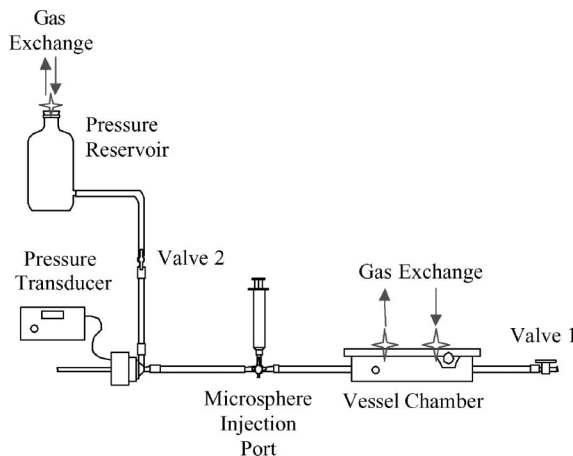 Gas
Exchange
Pressure
Reservoir
Pressure
Transducer
Valve 2
Gas Exchange
Valve 1
Microsphere
Injection
Port
Vessel Chamber